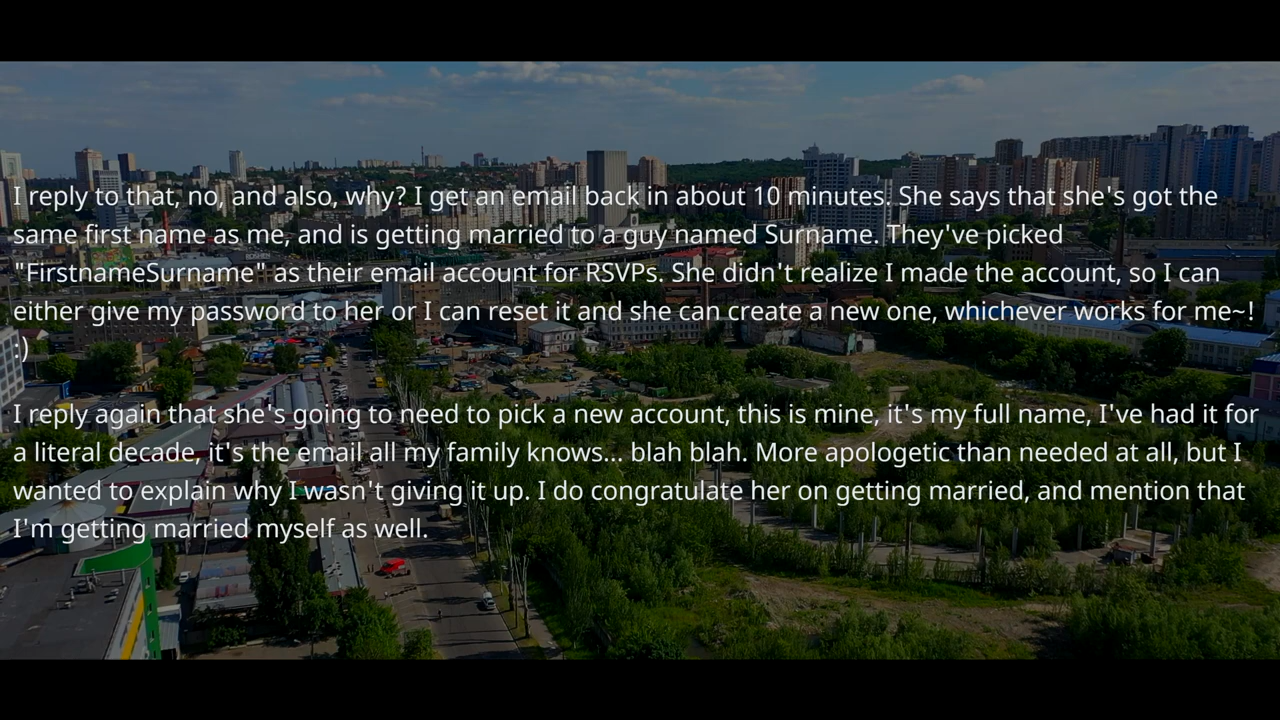 I reply to that, no, and also, why? I get an email back in about 10 minutes. She says that she's got the
same first name as me, and is getting married to a guy named Surname. They've picked
"FirstnameSurname" as their email account for RSVPs. She didn't realize I made the account, so I can
either give my password to her or I can reset it and she can create a new one, whichever works for me~!
:)
I reply again that she's going to need to pick a new account, this is mine, it's my full name, I've had it for
a literal decade, it's the email all my family knows... blah blah. More apologetic than needed at all, but I
wanted to explain why I wasn't giving it up. I do congratulate her on getting married, and mention that
I'm getting married myself as well.